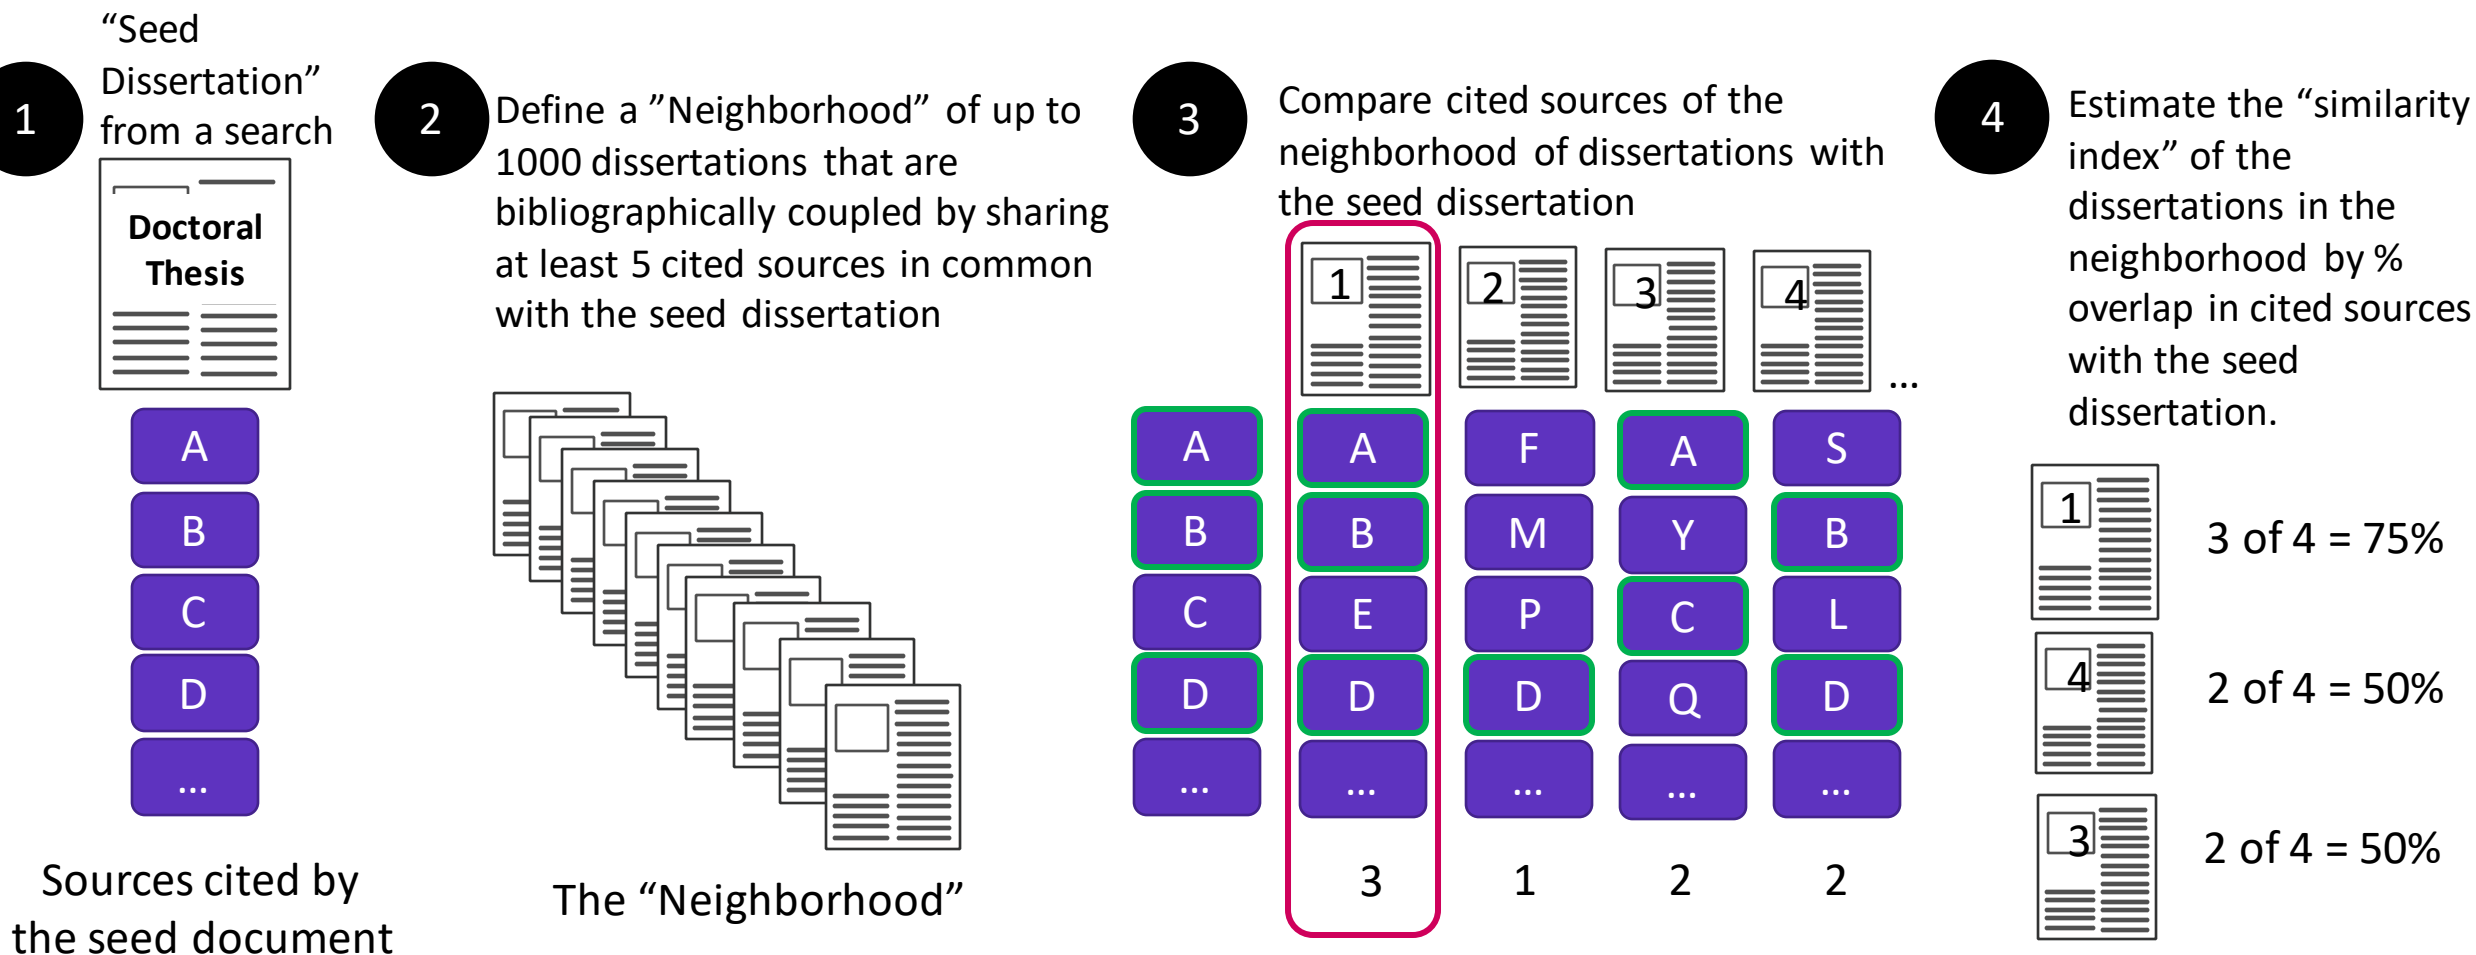 1
“Seed
Dissertation”
from a search
Doctoral
Thesis
A
B
C
D
...
Sources cited by
the seed document
2
Define a ”Neighborhood” of up to
1000 dissertations that are
bibliographically coupled by sharing
at least 5 cited sources in common
with the seed dissertation
The “Neighborhood”
3
Compare cited sources of the
neighborhood of dissertations with
the seed dissertation
1 2 3 4 ...
A A F A S
B B M Y B
C E P C L
D D D Q D
... ... ... ... ...
3 1 2 2
4
Estimate the “similarity
index” of the
dissertations in the
neighborhood by %
overlap in cited sources
with the seed
dissertation.
1 3 of 4 = 75%
4 2 of 4 = 50%
3 2 of 4 = 50%